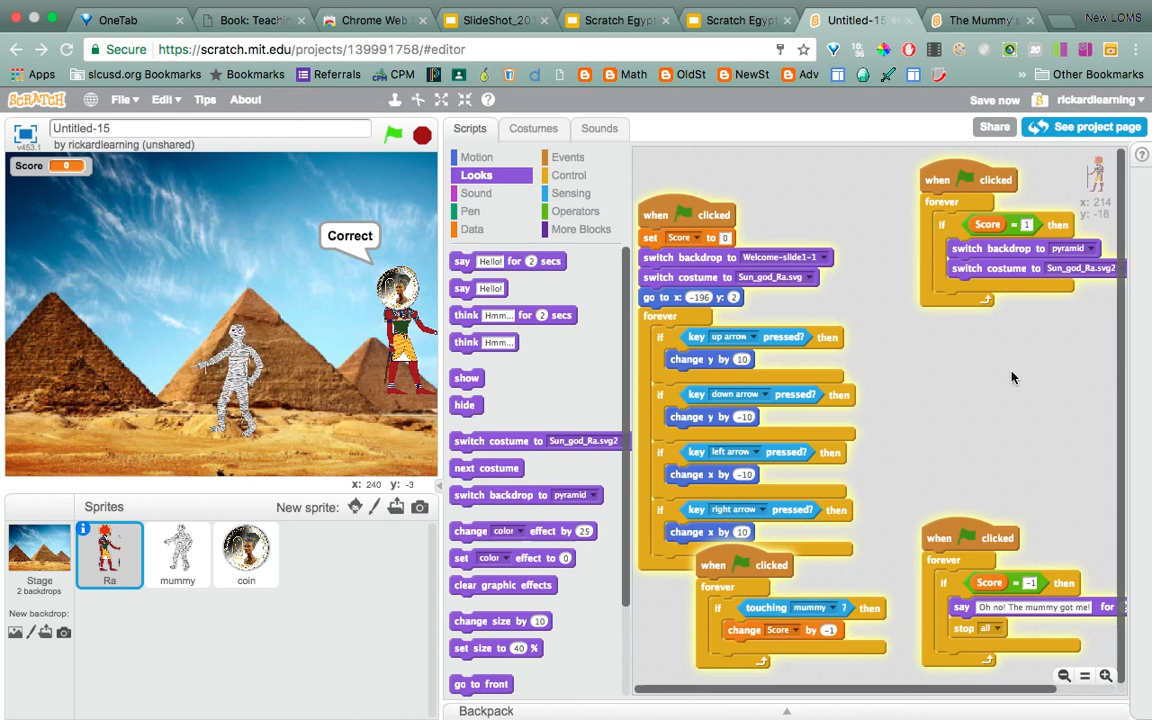 OneTab
Book: Teachin
Chrome Web
SlideShow_20
Scratch Egypt
Scratch Egypt
Untitled-15
The Mummy's
New LOMS
Secure
https://scratch.mit.edu/projects/139991758/#editor
10:36
Apps
slcusd.org Bookmarks
Bookmarks
Referrals
CPM
Math
OldSt
NewSt
Adv
Other Bookmarks
SCRATCH
File
Edit
Tips
About
Save now
rickardlearning
Untitled-15
by rickardlearning (unshared)
v453.1
Scripts
Costumes
Sounds
Share
See project page
Score 0
Correct
Motion
Looks
Sound
Pen
Data
Events
Control
Sensing
Operators
More Blocks
say Hello! for 2 secs
say Hello!
think Hmm... for 2 secs
think Hmm...
show
hide
switch costume to Sun_god_Ra.svg2
next costume
switch backdrop to pyramid
change color effect by 25
set color effect to 0
clear graphic effects
change size by 10
set size to 40 %
go to front
when clicked
set Score to 0
switch backdrop to Welcome-slide1-1
switch costume to Sun_god_Ra.svg
go to x: -196 y: 2
forever
if key up arrow pressed? then
change y by 10
if key down arrow pressed? then
change y by -10
if key left arrow pressed? then
change x by -10
if key right arrow pressed? then
change x by 10
when clicked
forever
if touching mummy ? then
change Score by -1
when clicked
forever
if Score = 1 then
switch backdrop to pyramid
switch costume to Sun_god_Ra.svg2
x: 214
y: -18
when clicked
forever
if Score = -1 then
say Oh no! The mummy got me! for
stop all
x: 240 y: -3
Sprites
New sprite:
Stage
2 backdrops
New backdrop:
Ra
mummy
coin
Backpack